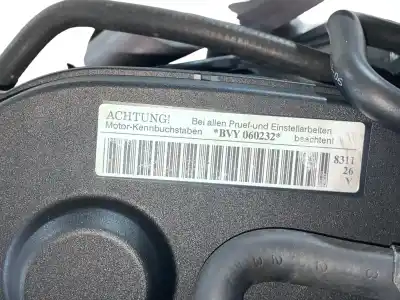 ACHTUNG! Bei allen Pruef-und Einstellarbeiten
Motor-Kennbuchstaben *BVY 060232* beachten!
8311
26
V